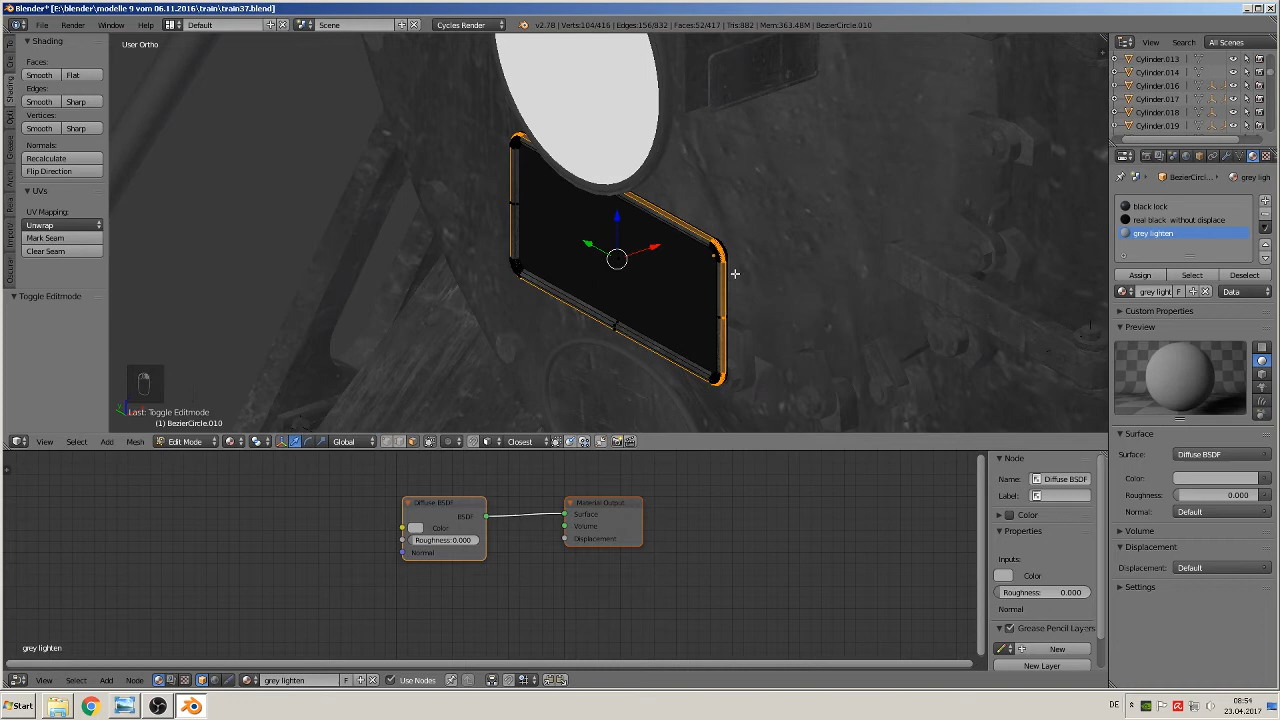 Blender* [E:\blender\modelle 9 vom 06.11.2016\train\train37.blend]
File Render Window Help Default Scene Cycles Render v2.78 | Verts:104/416 | Edges:156/832 | Faces:52/417 | Tris:882 | Mem:363.48M | BezierCircle.010
Shading
Faces:
Smooth Flat
Edges:
Smooth Sharp
Vertices:
Smooth Sharp
Normals:
Recalculate
Flip Direction
UVs
UV Mapping:
Unwrap
Mark Seam
Clear Seam
Toggle Editmode
User Ortho
Last: Toggle Editmode
(1) BezierCircle.010
View Select Add Mesh Edit Mode Global Closest
Diffuse BSDF
BSDF
Color
Roughness:0.000
Normal
Material Output
Surface
Volume
Displacement
grey lighten
Node
Name: Diffuse BSDF
Label:
Color
Properties
Inputs:
Color
Roughness: 0.000
Normal
Grease Pencil Layers
New
New Layer
View Select Add Node grey lighten F Use Nodes
View Search All Scenes
Cylinder.013
Cylinder.014
Cylinder.016
Cylinder.017
Cylinder.018
Cylinder.019
BezierCirc... grey ligh
black lock
real black without displace
grey lighten
Assign Select Deselect
grey light F Data
Custom Properties
Preview
Surface
Surface: Diffuse BSDF
Color:
Roughness: 0.000
Normal: Default
Volume
Displacement
Displacement: Default
Settings
Start DE 08:54
23.04.2017